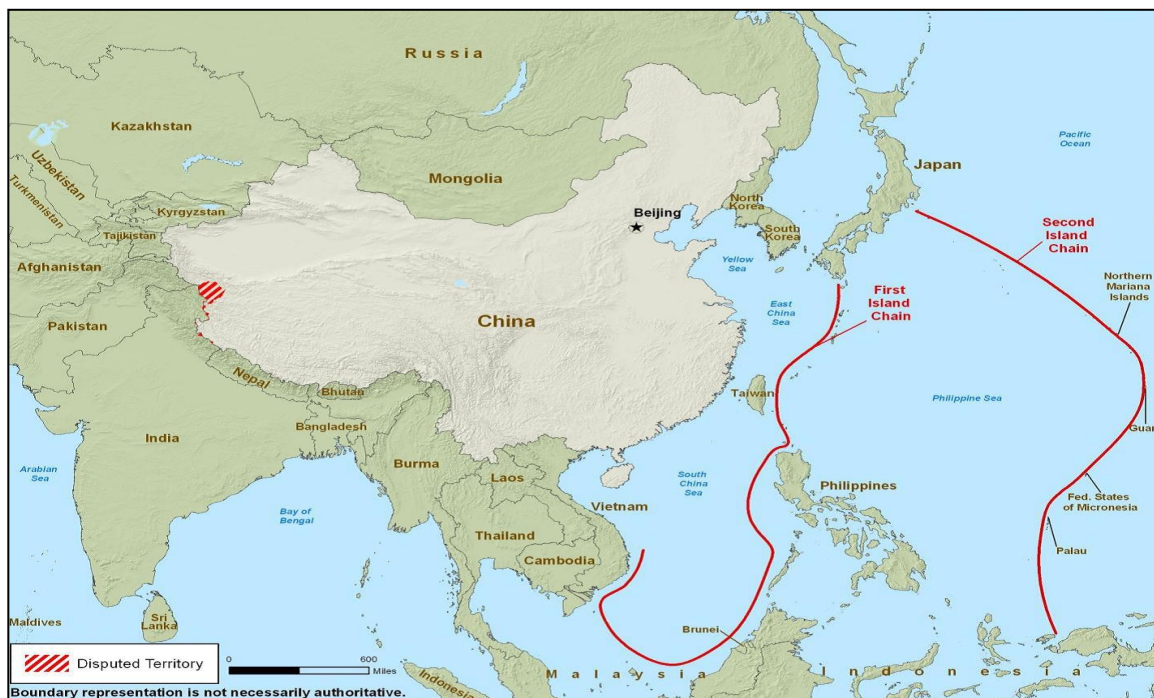 Russia
Kazakhstan
Pacific
Ocean
Uzbekistan
Turkmenistan
Mongolia
Japan
Kyrgyzstan
North
Korea
Beijing
Tajikistan
South
Korea
Second
Island
Chain
Afghanistan
Yellow
Sea
Northern
Mariana
Islands
First
Island
Chain
East
China
Sea
Pakistan
China
Nepal
Bhutan
Taiwan
Philippine Sea
Bangladesh
Guam
India
Burma
Arabian
Sea
Laos
South
China
Sea
Philippines
Fed. States
of Micronesia
Vietnam
Bay of
Bengal
Thailand
Palau
Cambodia
Sri
Lanka
Maldives
Brunei
Disputed Territory
0
600
Miles
Malaysia
Indonesia
Indonesia
Boundary representation is not necessarily authoritative.